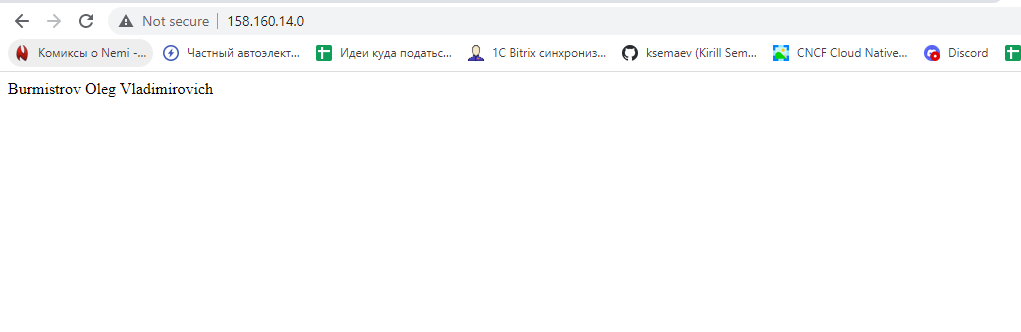 Not secure 158.160.14.0
Комиксы о Nemi -... Частный автоэлект... Идеи куда податьс... 1C Bitrix синхрониз... ksemaev (Kirill Sem... CNCF Cloud Native... Discord
Burmistrov Oleg Vladimirovich